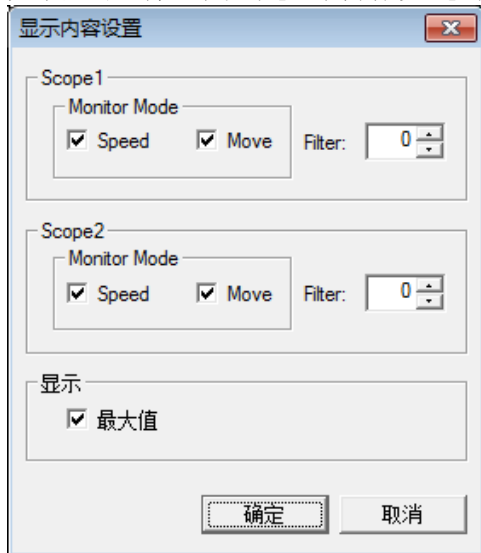 显示内容设置
Scope1
Monitor Mode
Speed Move Filter: 0
Scope2
Monitor Mode
Speed Move Filter: 0
显示
最大值
确定 取消